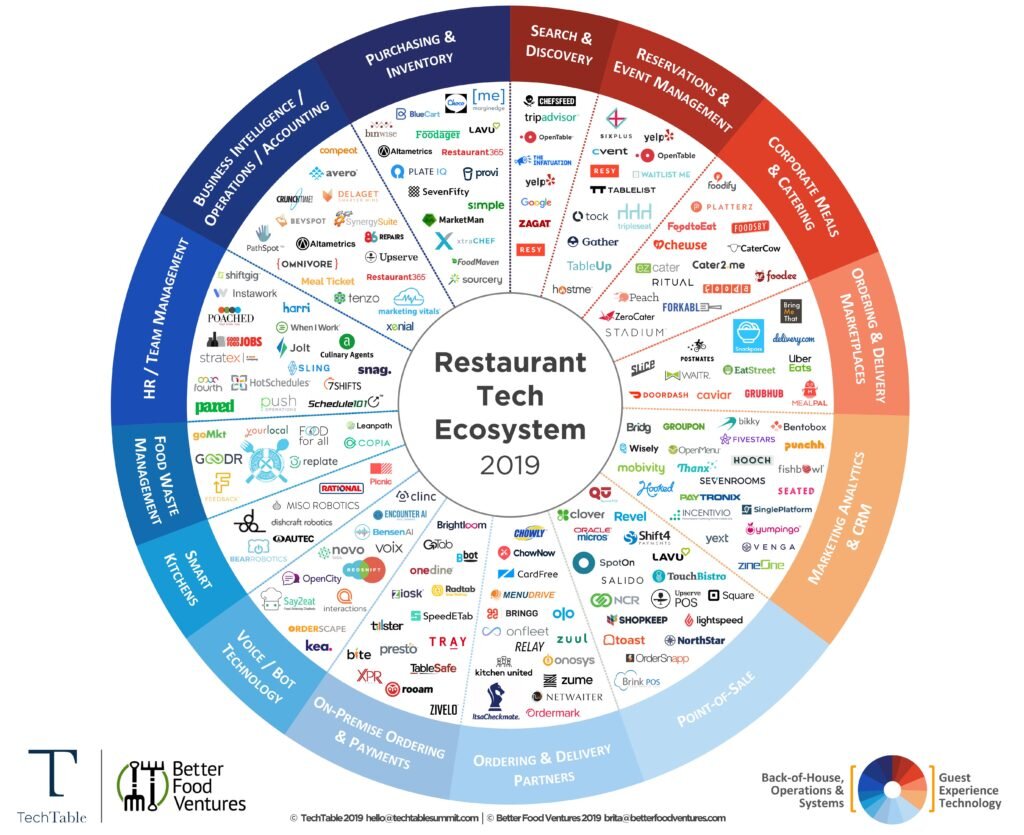 PURCHASING &
INVENTORY
SEARCH &
DISCOVERY
RESERVATIONS &
EVENT MANAGEMENT
CORPORATE MEALS
& CATERING
ORDERING & DELIVERY
MARKETPLACES
MARKETING ANALYTICS
& CRM
POINT-OF-SALE
ORDERING & DELIVERY
PARTNERS
ON-PREMISE ORDERING
& PAYMENTS
VOICE / BOT
TECHNOLOGY
SMART
KITCHENS
FOOD WASTE
MANAGEMENT
HR / TEAM MANAGEMENT
BUSINESS INTELLIGENCE /
OPERATIONS / ACCOUNTING
Restaurant
Tech
Ecosystem
2019
Choco
[me]
marginedge
BlueCart
binwise
Foodager
LAVU
Altametrics
Restaurant365
PLATE IQ
provi
SevenFifty
simple
MarketMan
xtraCHEF
FoodMaven
sourcery
CHEFSFEED
tripadvisor
OpenTable
THE
INFATUATION
yelp
Google
ZAGAT
RESY
SIXPLUS
yelp
cvent
OpenTable
RESY
WAITLIST ME
TABLELIST
tock
tripleseat
Gather
TableUp
hostme
foodify
PLATTERZ
FoodtoEat
FOODSBY
chewse
CaterCow
ezcater
Cater2.me
foodee
RITUAL
Peach
FORKABLE
ZeroCater
STADIUM
Bring
Me
That
Snackpass
delivery.com
POSTMATES
SLICE
WAITR.
EatStreet
Uber
Eats
DOORDASH
caviar
GRUBHUB
MEALPAL
Bridg
GROUPON
bikky
Bentobox
FIVESTARS
punchh
Wisely
OpenMenu
HOOCH
mobivity
Thanx
fishbowl
SEVENROOMS
Hooked
SEATED
PAYTRONIX
INCENTIVIO
SinglePlatform
yumpingo
yext
VENGA
zineOne
QU
clover
Revel
ORACLE
micros
Shift4
PAYMENTS
LAVU
SpotOn
SALIDO
TouchBistro
NCR
Upserve
POS
Square
SHOPKEEP
lightspeed
toast
NorthStar
OrderSnapp
Brink POS
CHOWLY
ChowNow
CardFree
MENUDRIVE
BRINGG
olo
onfleet
RELAY
zuul
kitchen united
onosys
zume
NETWAITER
ItsaCheckmate.
Ordermark
Brightloom
GoTab
Bbot
onedine
Ziosk
Radtab
SpeedETab
tillster
TRAY
bite
presto
TableSafe
XPR
rooam
ZIVELO
clinc
ENCOUNTER AI
BensenAI
novo
voix
REDSHIFT
OpenCity
Say2eat
interactions
ORDERSCAPE
kea.
Picnic
RATIONAL
MISO ROBOTICS
dishcraft robotics
AUTEC
BEARROBOTICS
goMkt
yourlocal
FOOD
for all
Leanpath
COPIA
GOODR
replate
FEEDBACK
shiftgig
Instawork
harri
POACHED
When I Work
FOOD
JOBS
Jolt
Culinary Agents
stratex
SLING
snag.
fourth
HotSchedules
7SHIFTS
pared
push
OPERATIONS
Schedule101
compeat
avero
CRUNCHTIME!
DELAGET
BEVSPOT
SynergySuite
86 REPAIRS
PathSpot
Altametrics
Upserve
{OMNIVORE}
Meal Ticket
Restaurant365
tenzo
marketing vitals
xenial
TechTable
Better
Food
Ventures
© TechTable 2019 hello@techtablesummit.com | © Better Food Ventures 2019 brita@betterfoodventures.com
Back-of-House,
Operations &
Systems
Guest
Experience
Technology